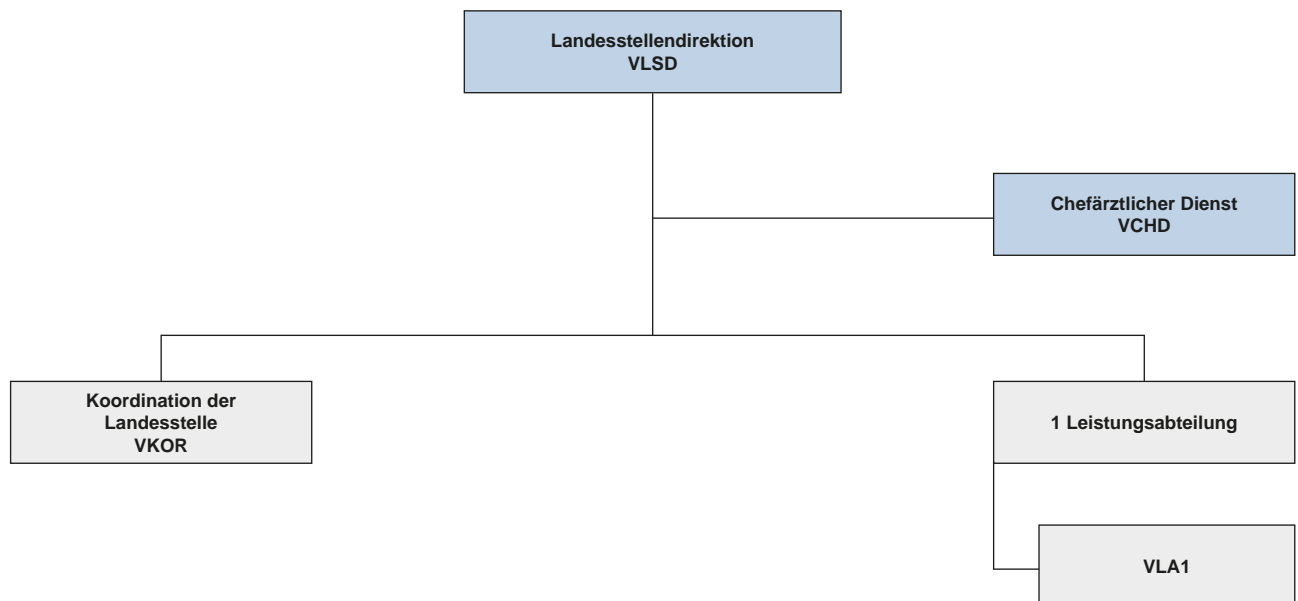 Landesstellendirektion
VLSD
Chefärztlicher Dienst
VCHD
Koordination der
Landesstelle
VKOR
1 Leistungsabteilung
VLA1